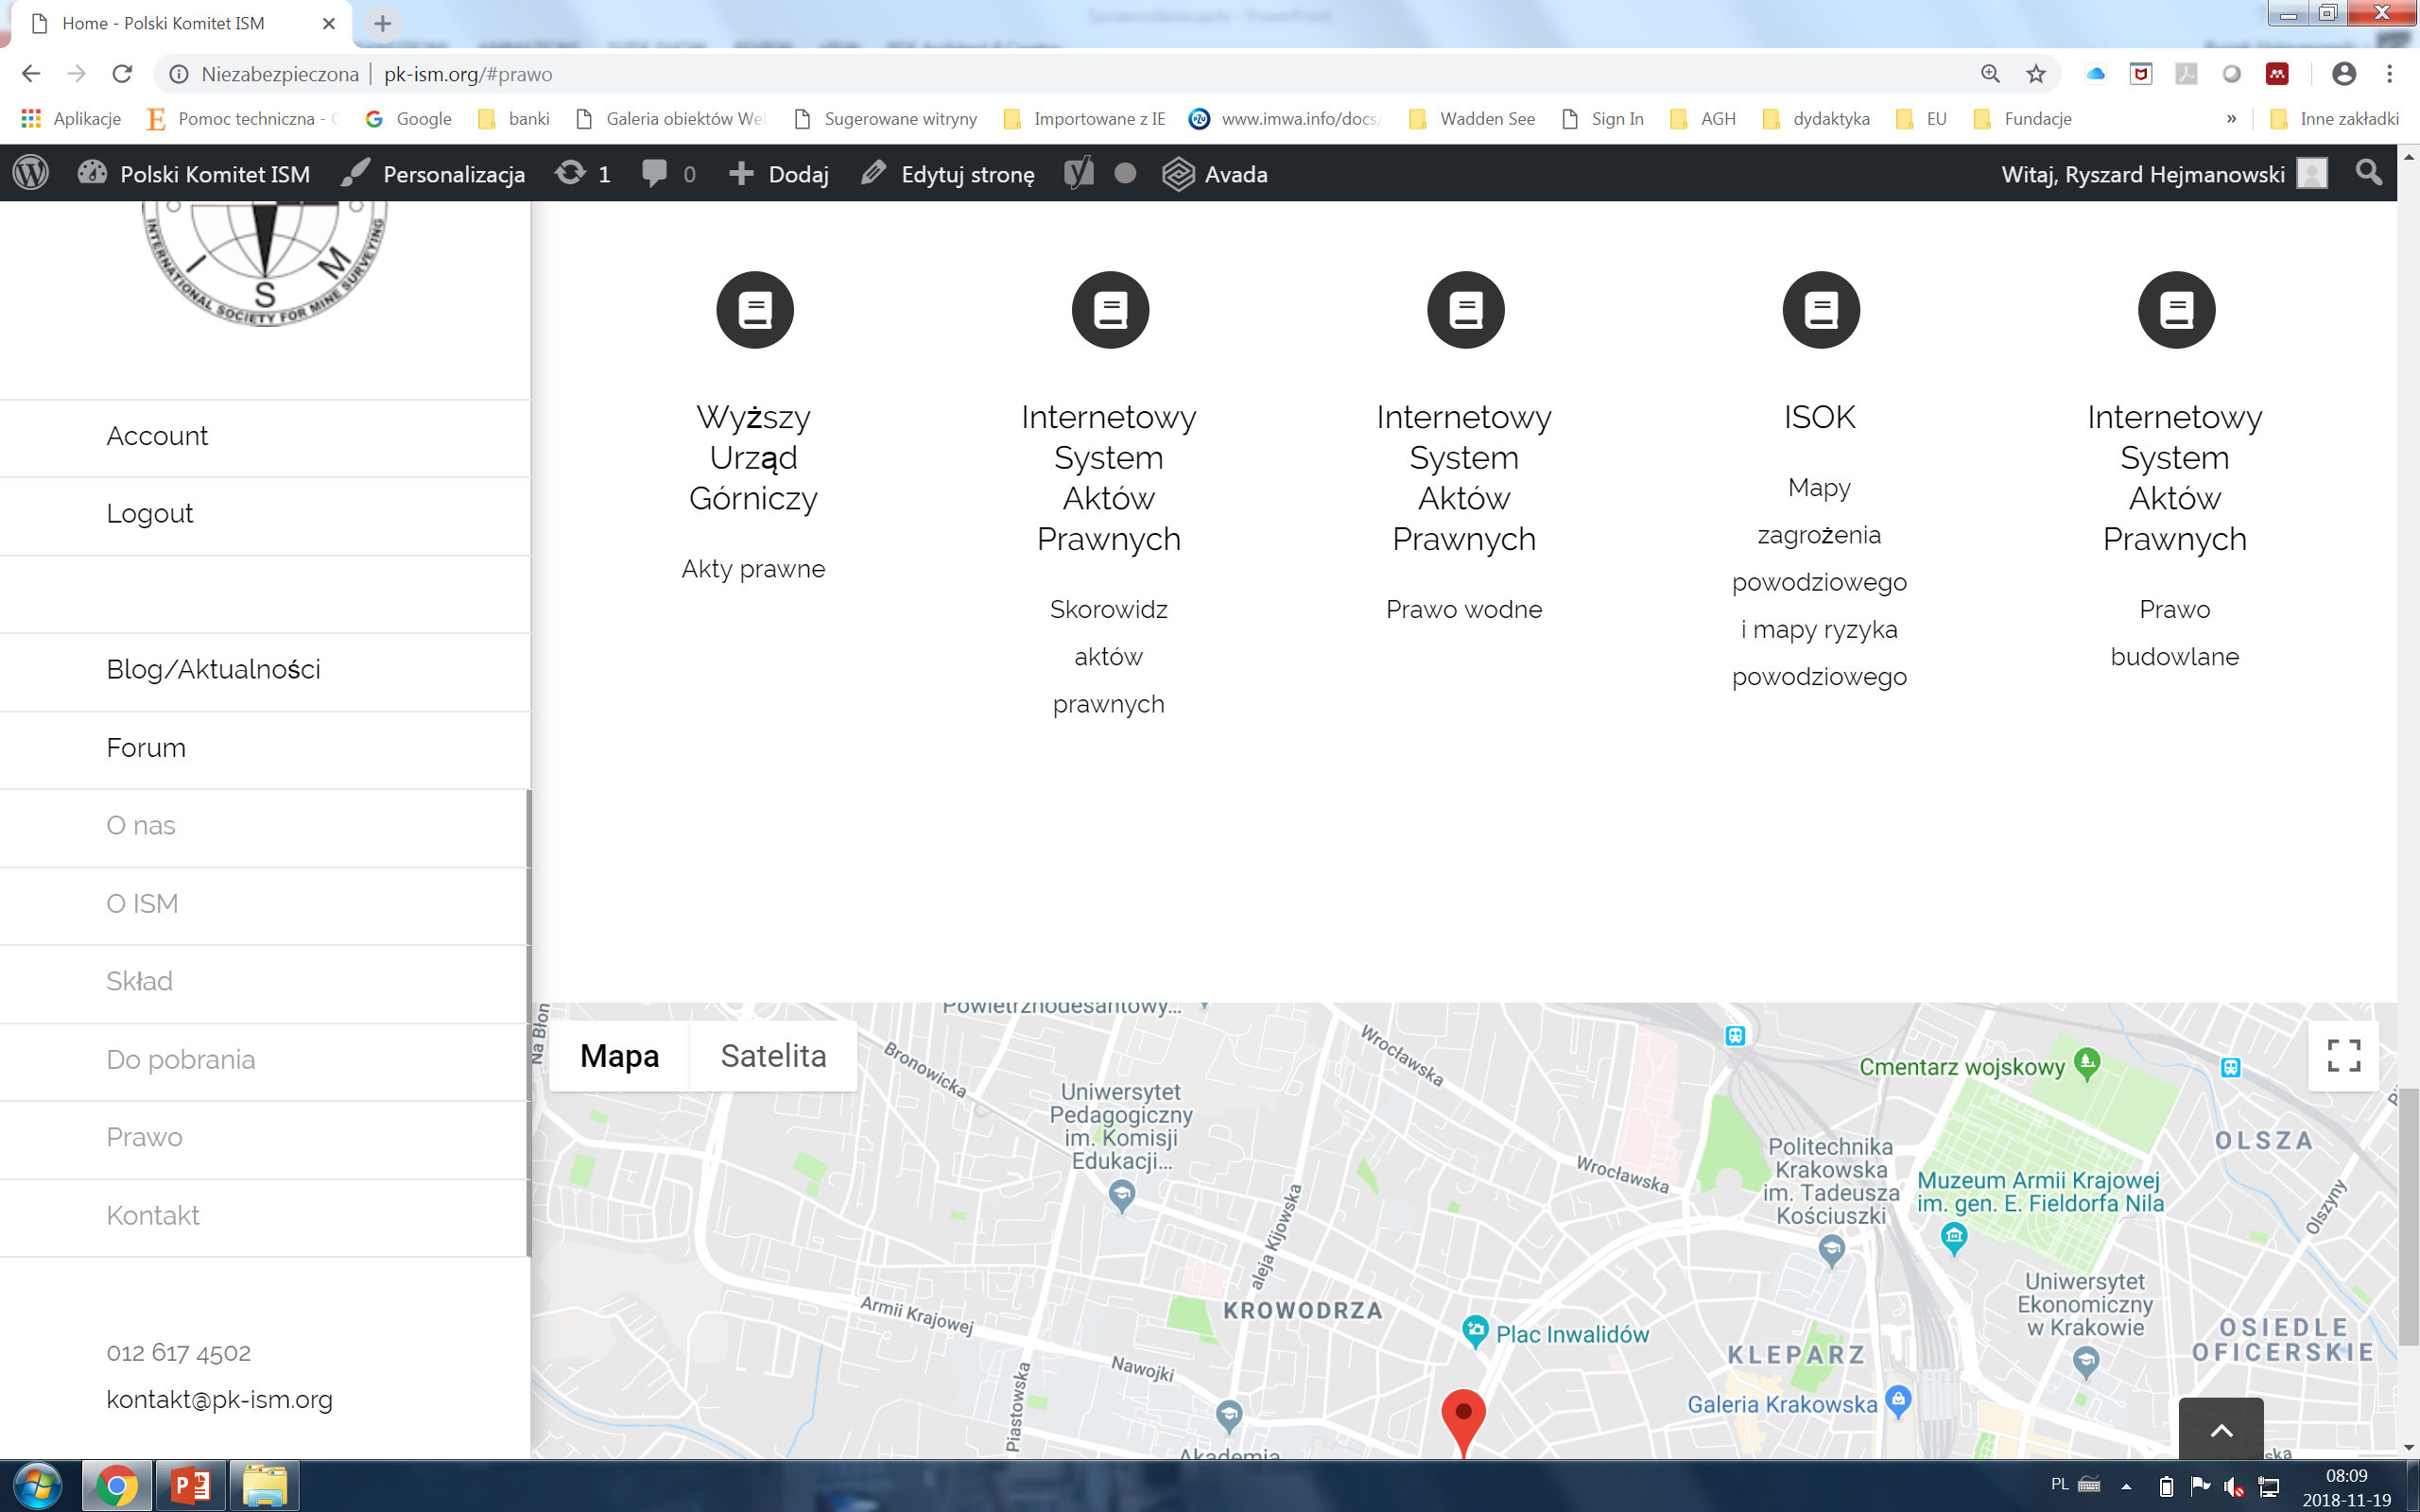 Home - Polski Komitet ISM
Niezabezpieczona | pk-ism.org/#prawo
Aplikacje
Pomoc techniczna -
Google
banki
Galeria obiektów
Sugerowane witryny
Importowane z IE
www.imwa.info/docs/
Wadden See
Sign In
AGH
dydaktyka
EU
Fundacje
»
Inne zakładki
Polski Komitet ISM
Personalizacja
1
0
Dodaj
Edytuj stronę
Avada
Witaj, Ryszard Hejmanowski
INTERNATIONAL SOCIETY FOR MINE SURVEYING
I S M
Account
Logout
Blog/Aktualności
Forum
O nas
O ISM
Skład
Do pobrania
Prawo
Kontakt
012 617 4502
kontakt@pk-ism.org
Wyższy
Urząd
Górniczy
Akty prawne
Internetowy
System
Aktów
Prawnych
Skorowidz
aktów
prawnych
Internetowy
System
Aktów
Prawnych
Prawo wodne
ISOK
Mapy
zagrożenia
powodziowego
i mapy ryzyka
powodziowego
Internetowy
System
Aktów
Prawnych
Prawo
budowlane
Mapa
Satelita
Na Błon
Powietrznodesantowy...
Bronowicka
Wrocławska
Uniwersytet
Pedagogiczny
im. Komisji
Edukacji...
Wrocławska
aleja Kijowska
Cmentarz wojskowy
Politechnika
Krakowska
im. Tadeusza
Kościuszki
Muzeum Armii Krajowej
im. gen. E. Fieldorfa Nila
OLSZA
Olszyny
Uniwersytet
Ekonomiczny
w Krakowie
OSIEDLE
OFICERSKIE
Armii Krajowej
KROWODRZA
Plac Inwalidów
KLEPARZ
Galeria Krakowska
Nawojki
Piastowska
Akademia
PL
08:09
2018-11-19